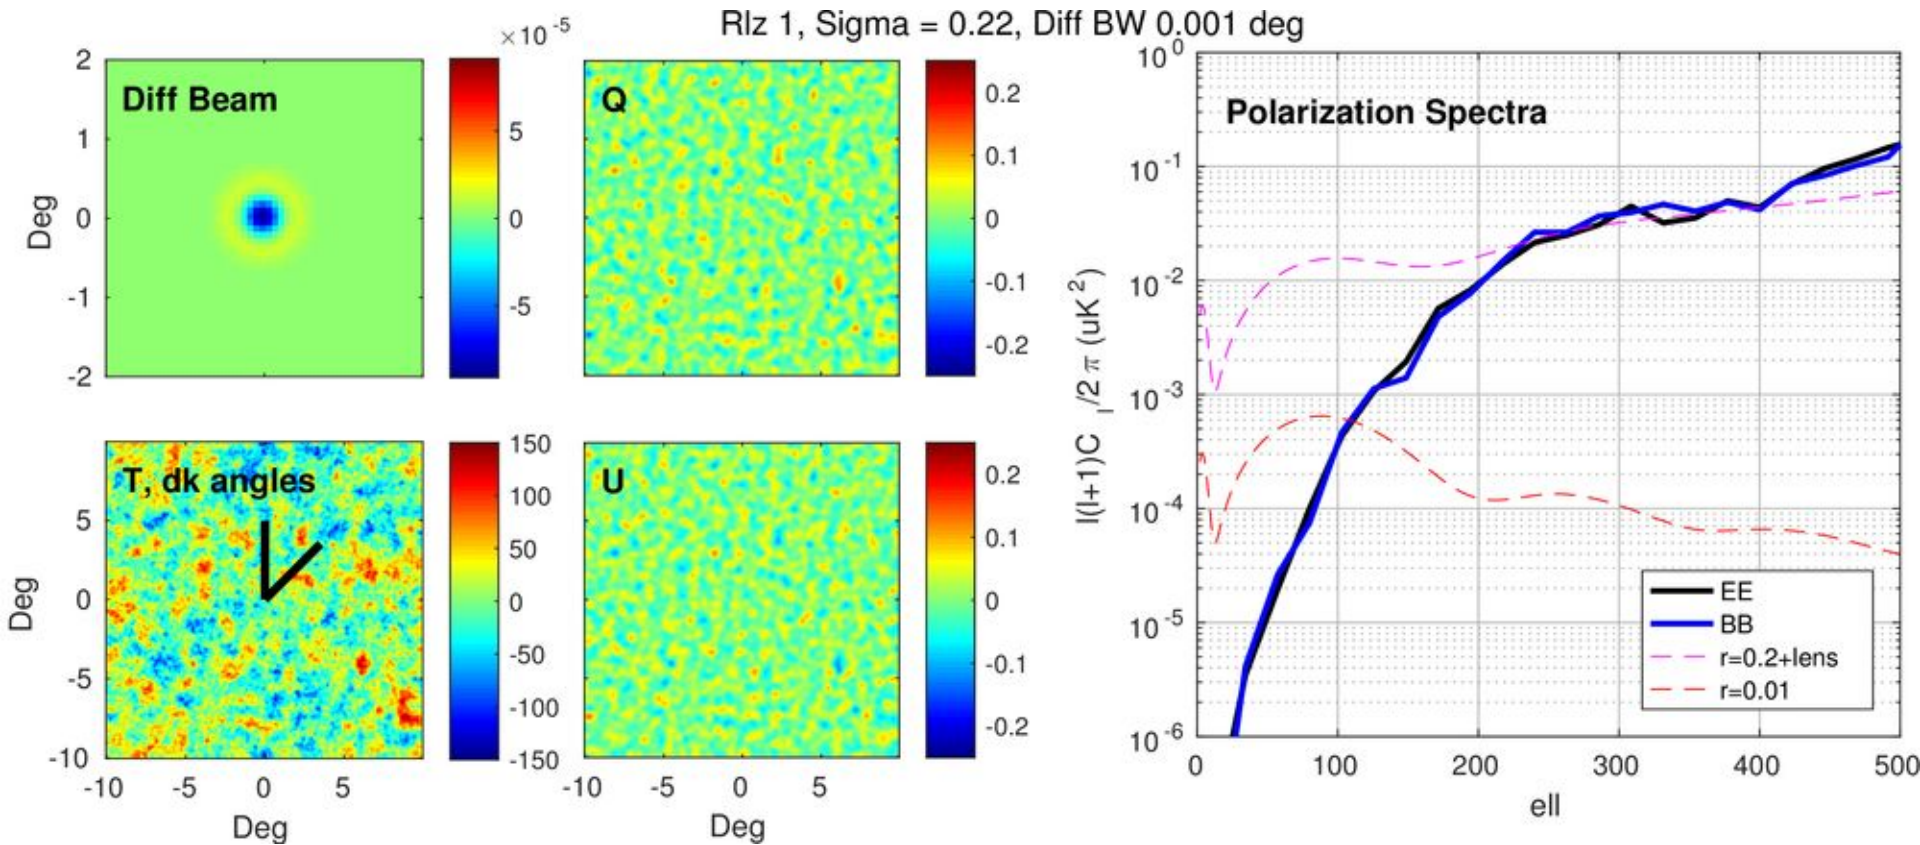 Rlz 1, Sigma = 0.22, Diff BW 0.001 deg
×10^-5
Diff Beam
Deg
2
1
0
-1
-2
5
0
-5
Q
0.2
0.1
0
-0.1
-0.2
T, dk angles
Deg
5
0
-5
-10
-10 -5 0 5
Deg
150
100
50
0
-50
-100
-150
U
-10 -5 0 5
Deg
0.2
0.1
0
-0.1
-0.2
Polarization Spectra
l(l+1)C_l/2 π (uK^2)
10^0
10^-1
10^-2
10^-3
10^-4
10^-5
10^-6
0 100 200 300 400 500
ell
EE
BB
r=0.2+lens
r=0.01